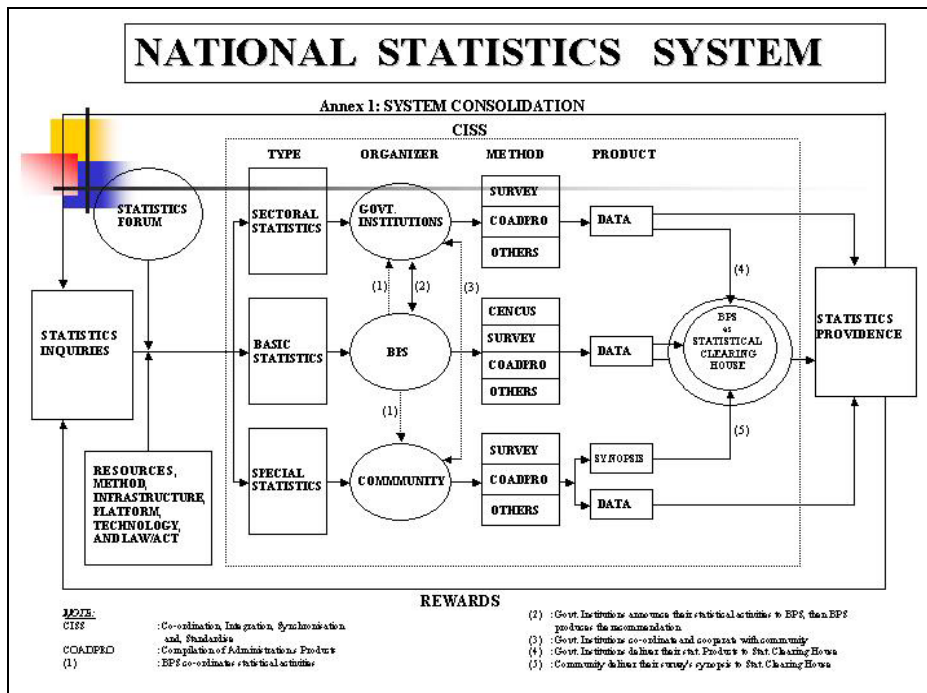 NATIONAL STATISTICS SYSTEM
Annex 1: SYSTEM CONSOLIDATION
CISS
TYPE ORGANIZER METHOD PRODUCT
STATISTICS
FORUM
SECTORAL
STATISTICS
GOVT.
INSTITUTIONS
SURVEY
COADPRO
OTHERS
DATA
(1)
(2)
(3)
(4)
STATISTICS
INQUIRIES
BASIC
STATISTICS
BPS
CENCUS
SURVEY
COADPRO
OTHERS
DATA
BPS
as
STATISTICAL
CLEARING
HOUSE
STATISTICS
PROVIDENCE
(1)
(5)
RESOURCES,
METHOD,
INFRASTRUCTURE,
PLATFORM,
TECHNOLOGY,
AND LAW/ACT
SPECIAL
STATISTICS
COMMMUNITY
SURVEY
COADPRO
OTHERS
SYNOPSIS
DATA
REWARDS
NOTE:
CISS : Co-ordination, Integration, Synchronisation
and, Standardise
COADPRO : Compilation of Administrations Products
(1) : BPS co-ordinates statistical activities
(2) : Govt. Institutions announce their statistical activities to BPS, then BPS
produces the recommendation
(3) : Govt. Institutions co-ordinate and cooperate with community
(4) : Govt. Institutions deliver their stat. Products to Stat. Clearing House
(5) : Community deliver their survey's synopsis to Stat. Clearing House